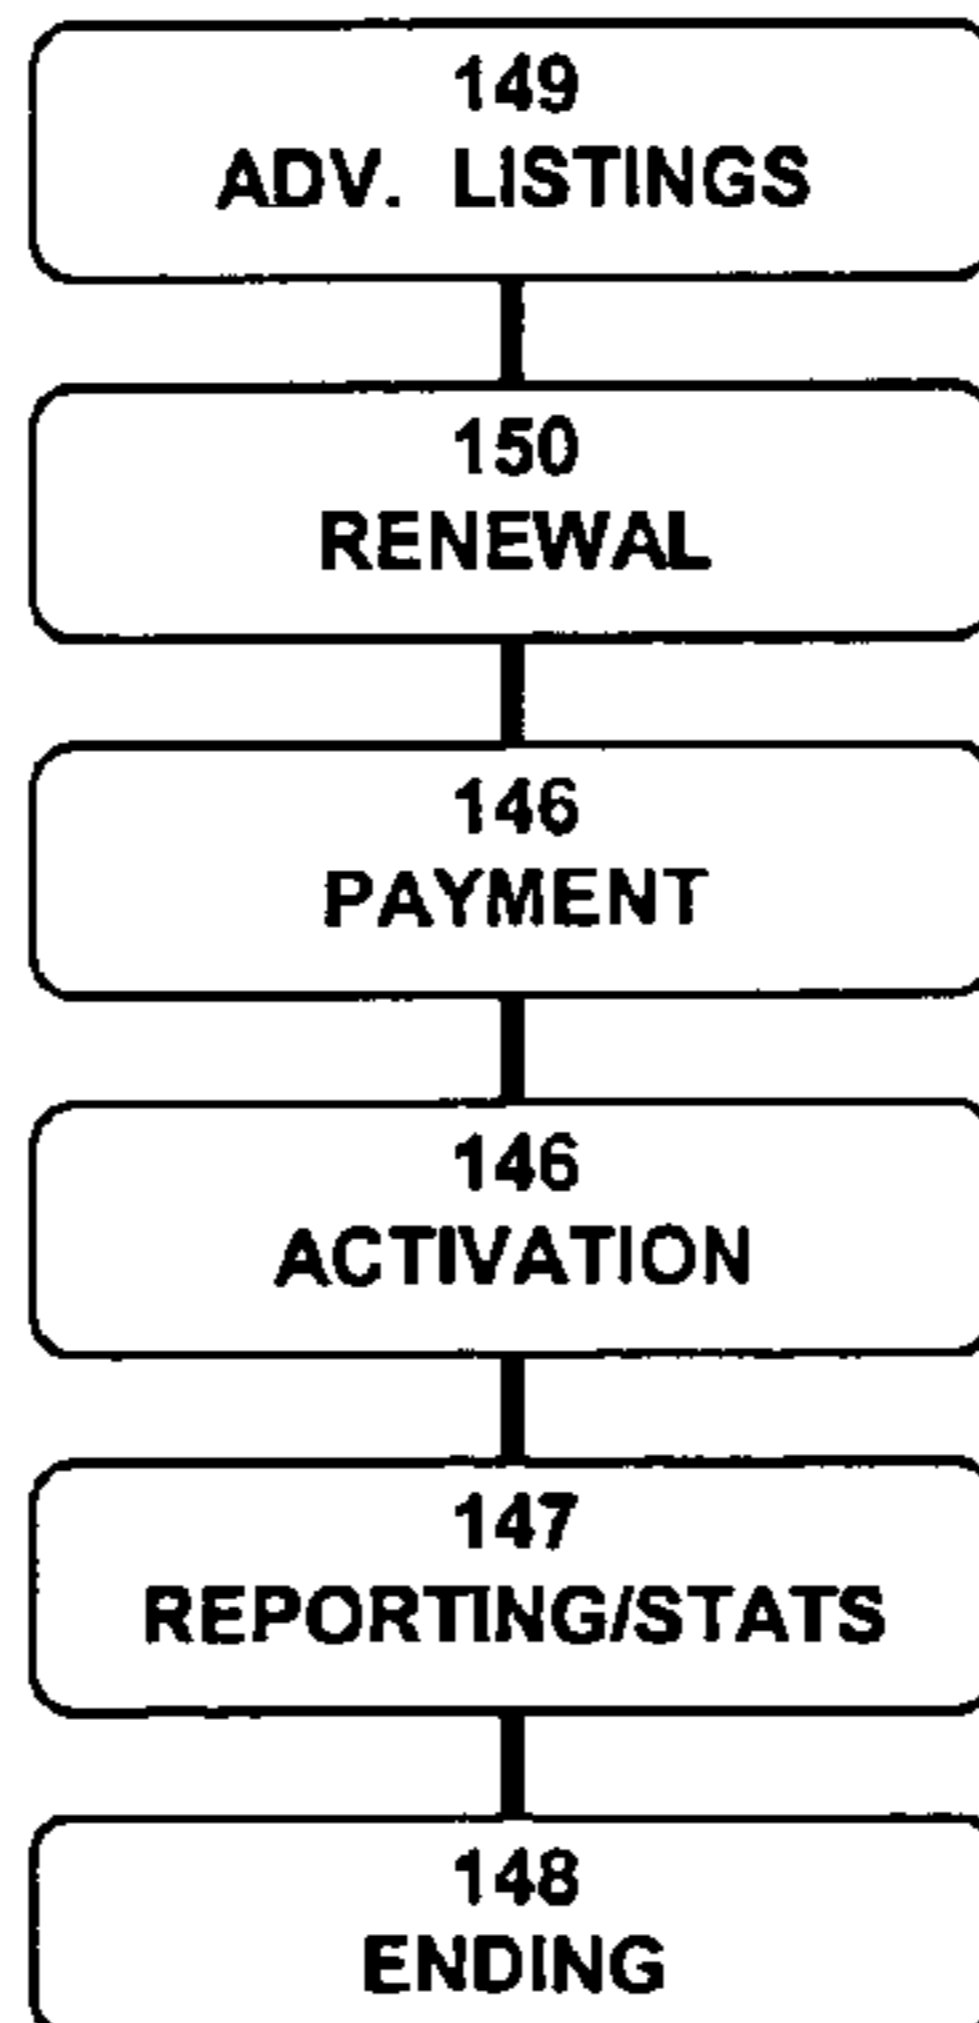 149
ADV. LISTINGS
150
RENEWAL
146
PAYMENT
146
ACTIVATION
147
REPORTING/STATS
148
ENDING